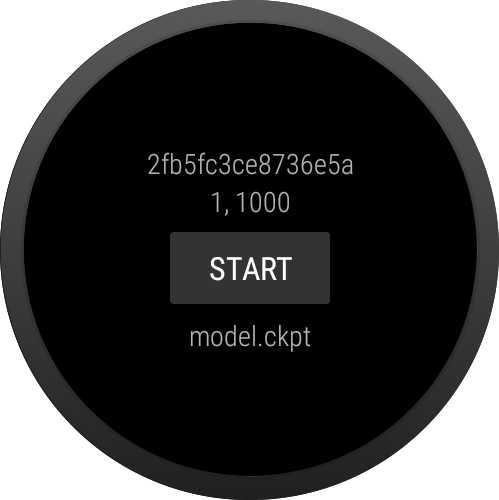 2fb5fc3ce8736e5a
1, 1000
START
model.ckpt